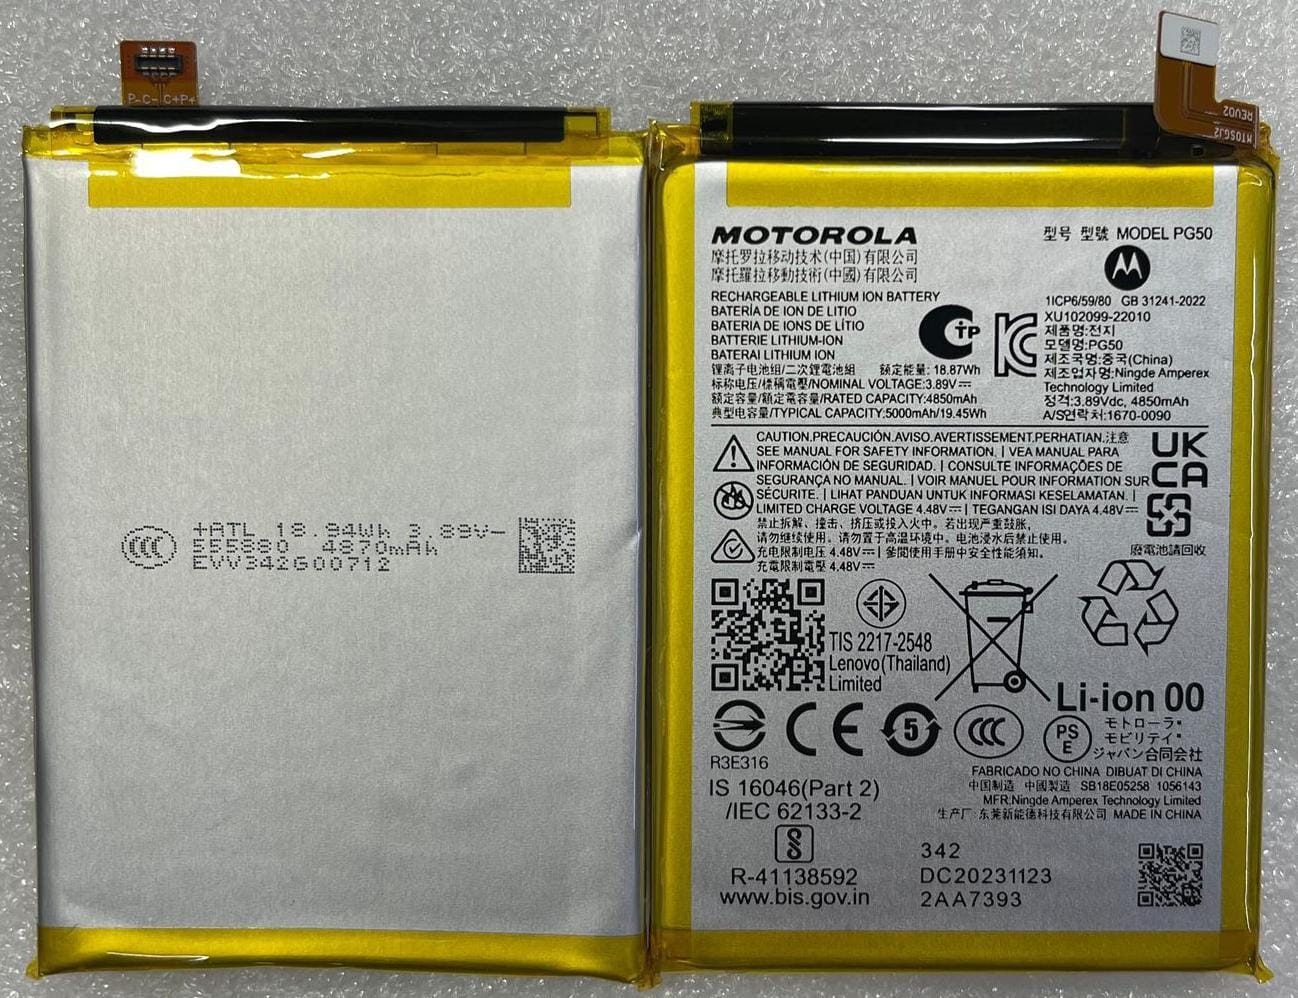 P- C- C+P+
+ATL 18.94Wh 3.89V-
555880 4870mAh
EVV342G00712
REV02
MT0SGJ2
MOTOROLA
摩托罗拉移动技术(中国)有限公司
摩托羅拉移動技術(中國)有限公司
型号 型號 MODEL PG50
RECHARGEABLE LITHIUM ION BATTERY
BATERÍA DE ION DE LITIO
BATERIA DE IONS DE LÍTIO
BATTERIE LITHIUM-ION
BATERAI LITHIUM ION
锂离子电池组/二次鋰電池組 額定能量: 18.87Wh
标称电压/標稱電壓/NOMINAL VOLTAGE:3.89V⎓
额定容量/額定電容量/RATED CAPACITY:4850mAh
典型电容量/TYPICAL CAPACITY:5000mAh/19.45Wh
1ICP6/59/80 GB 31241-2022
XU102099-22010
제품명:전지
모델명:PG50
제조국명:중국(China)
제조업자명:Ningde Amperex
Technology Limited
정격:3.89Vdc, 4850mAh
A/S연락처:1670-0090
CAUTION.PRECAUCIÓN.AVISO.AVERTISSEMENT.PERHATIAN.注意
SEE MANUAL FOR SAFETY INFORMATION. | VEA MANUAL PARA
INFORMACIÓN DE SEGURIDAD. | CONSULTE INFORMAÇÕES DE
SEGURANÇA NO MANUAL. | VOIR MANUEL POUR INFORMATION SUR
SÉCURITE. | LIHAT PANDUAN UNTUK INFORMASI KESELAMATAN. |
LIMITED CHARGE VOLTAGE 4.48V⎓ | TEGANGAN ISI DAYA 4.48V⎓
禁止拆解、撞击、挤压或投入火中。若出现严重鼓胀,
请勿继续使用。请勿置于高温环境中。电池浸水后禁止使用。
充电限制电压 4.48V⎓ | 參閱使用手册中安全性能須知。
充電限制電壓 4.48V⎓
UK
CA
廢電池請回收
TIS 2217-2548
Lenovo(Thailand)
Limited
Li-ion 00
CE
5
CCC
PS
E
モトローラ・
モビリティ・
ジャパン合同会社
R3E316
IS 16046(Part 2)
/IEC 62133-2
R-41138592
www.bis.gov.in
FABRICADO NO CHINA DIBUAT DI CHINA
中国制造 中國製造 SB18E05258 1056143
MFR:Ningde Amperex Technology Limited
生产厂:东莞新能德科技有限公司 MADE IN CHINA
342
DC20231123
2AA7393